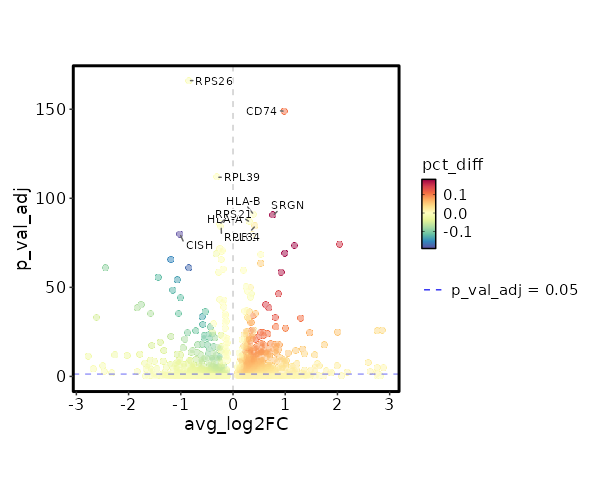 150
100
50
0
p_val_adj
-3
-2
-1
0
1
2
3
avg_log2FC
RPS26
CD74
RPL39
HLA-B
SRGN
RPS21
HLA-A
RPL34
CISH
pct_diff
0.1
0.0
-0.1
p_val_adj = 0.05